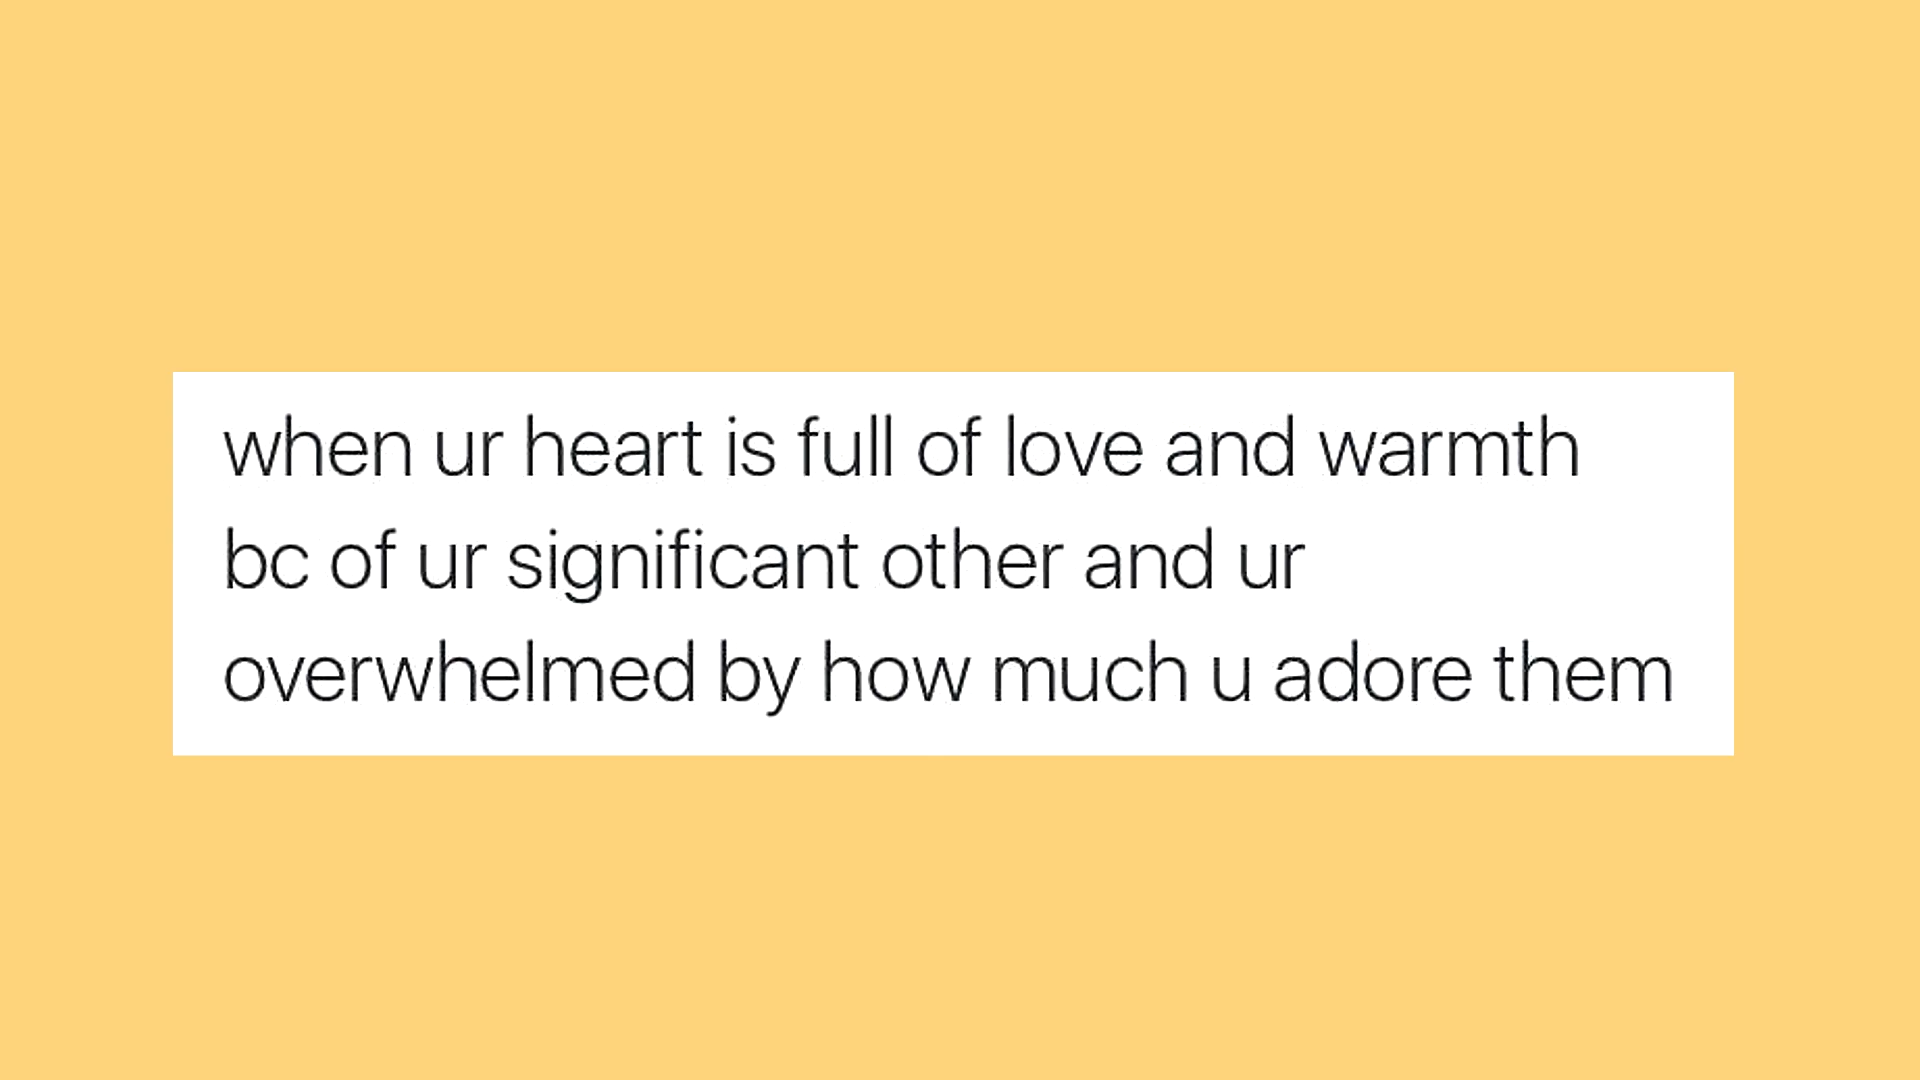 when ur heart is full of love and warmth
bc of ur significant other and ur
overwhelmed by how much u adore them